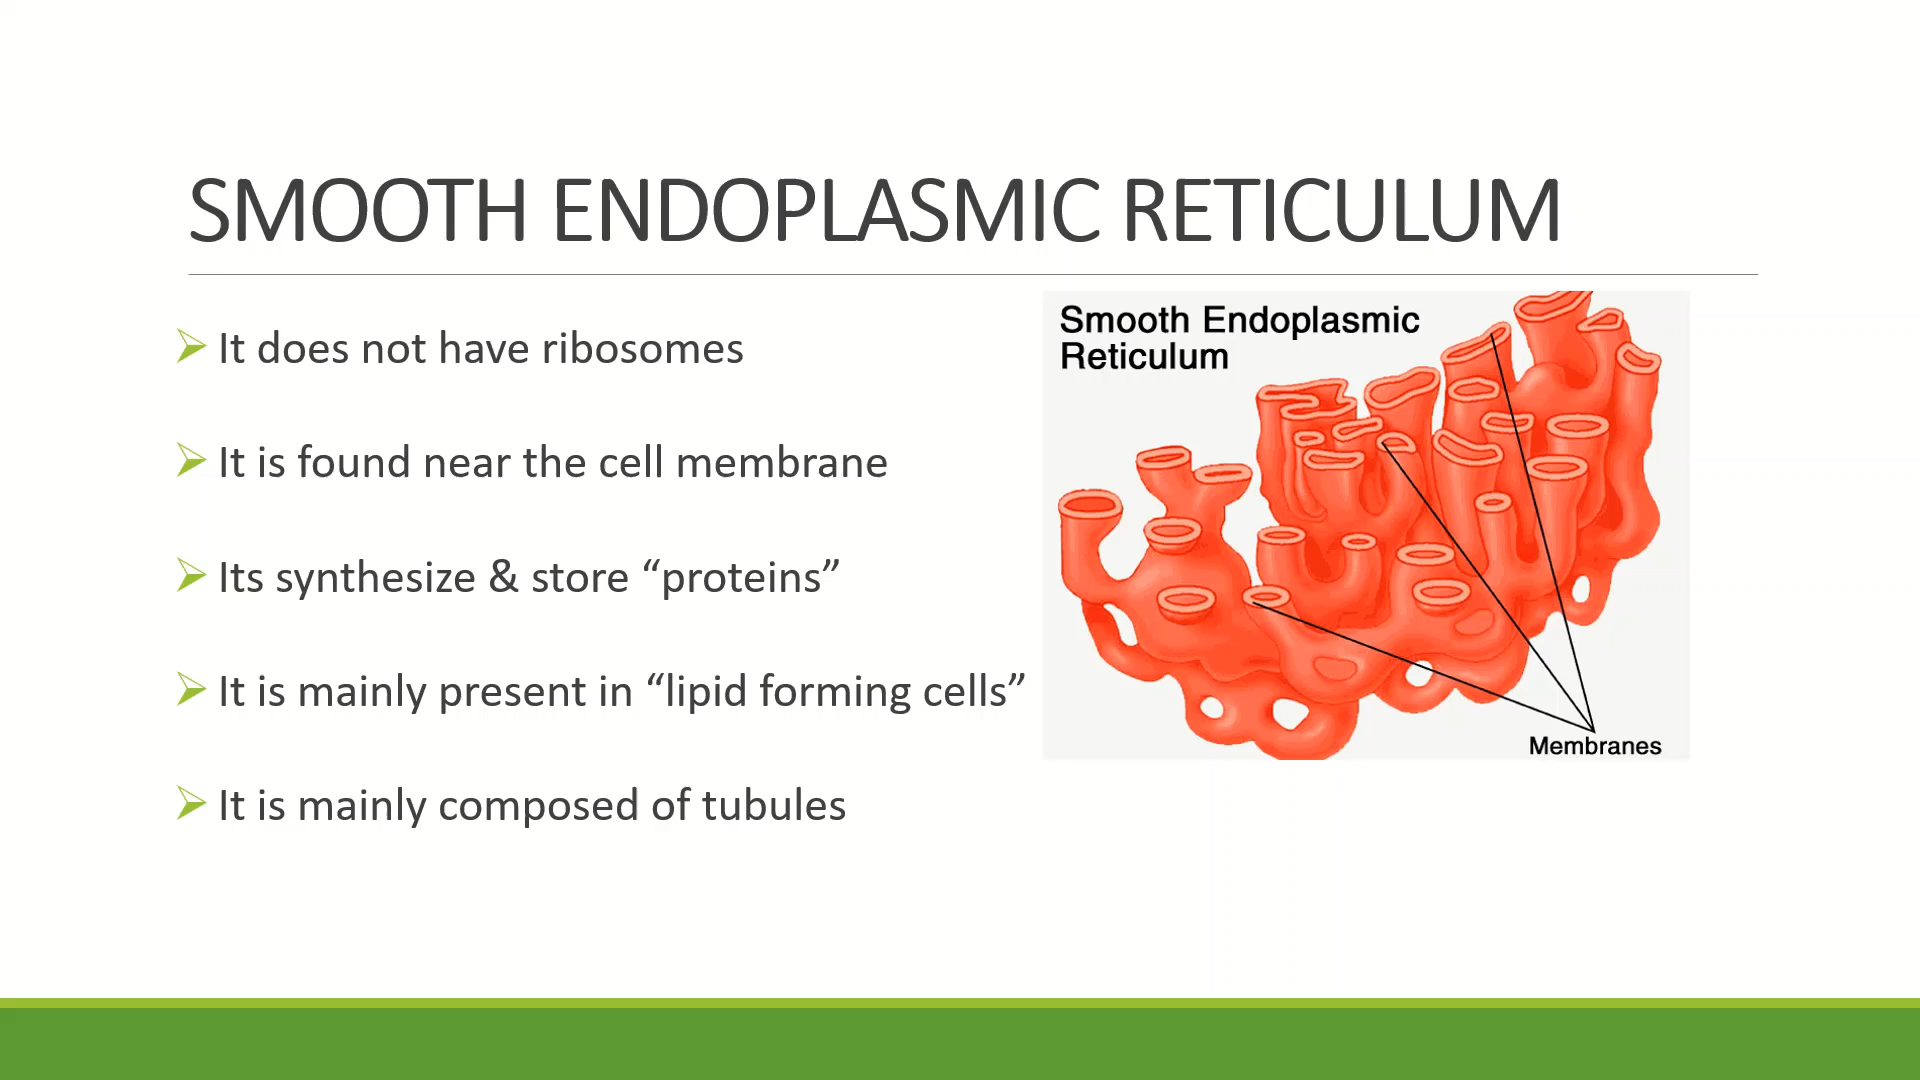 SMOOTH ENDOPLASMIC RETICULUM
It does not have ribosomes
It is found near the cell membrane
Its synthesize & store “proteins”
It is mainly present in “lipid forming cells”
It is mainly composed of tubules
Smooth Endoplasmic
Reticulum
Membranes